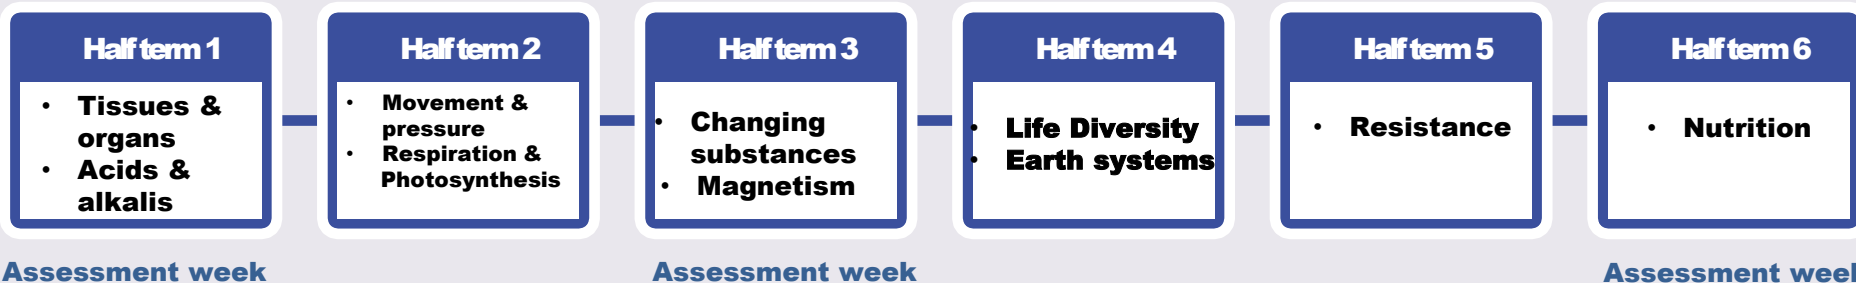 Half term 1
• Tissues &
organs
• Acids &
alkalis
Half term 2
• Movement &
pressure
• Respiration &
Photosynthesis
Half term 3
• Changing
substances
• Magnetism
Half term 4
• Life Diversity
• Earth systems
Half term 5
• Resistance
Half term 6
• Nutrition
Assessment week
Assessment week
Assessment week